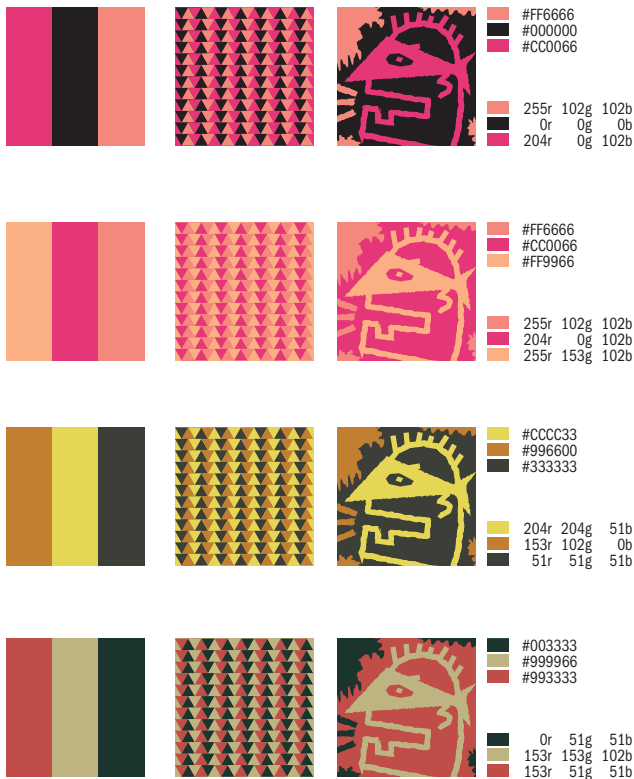 #FF6666
#000000
#CC0066
255r 102g 102b
0r 0g 0b
204r 0g 102b
#FF6666
#CC0066
#FF9966
255r 102g 102b
204r 0g 102b
255r 153g 102b
#CCCC33
#996600
#333333
204r 204g 51b
153r 102g 0b
51r 51g 51b
#003333
#999966
#993333
0r 51g 51b
153r 153g 102b
153r 51g 51b